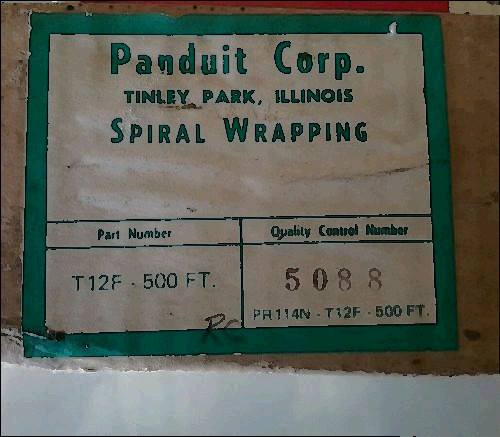 Panduit Corp.
TINLEY PARK, ILLINOIS
SPIRAL WRAPPING
Part Number
Quality Control Number
T12F - 500 FT.
5088
PR114N - T12F - 500 FT.
RC